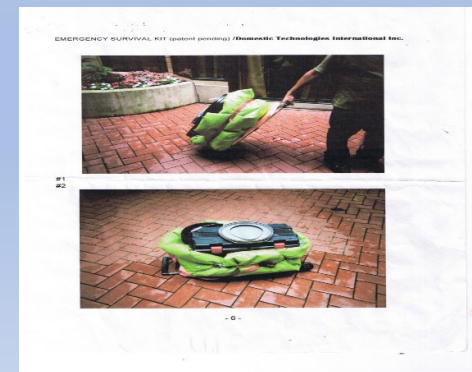 EMERGENCY SURVIVAL KIT (patent pending) /Domestic Technologies International Inc.
#1
#2
- 6 -